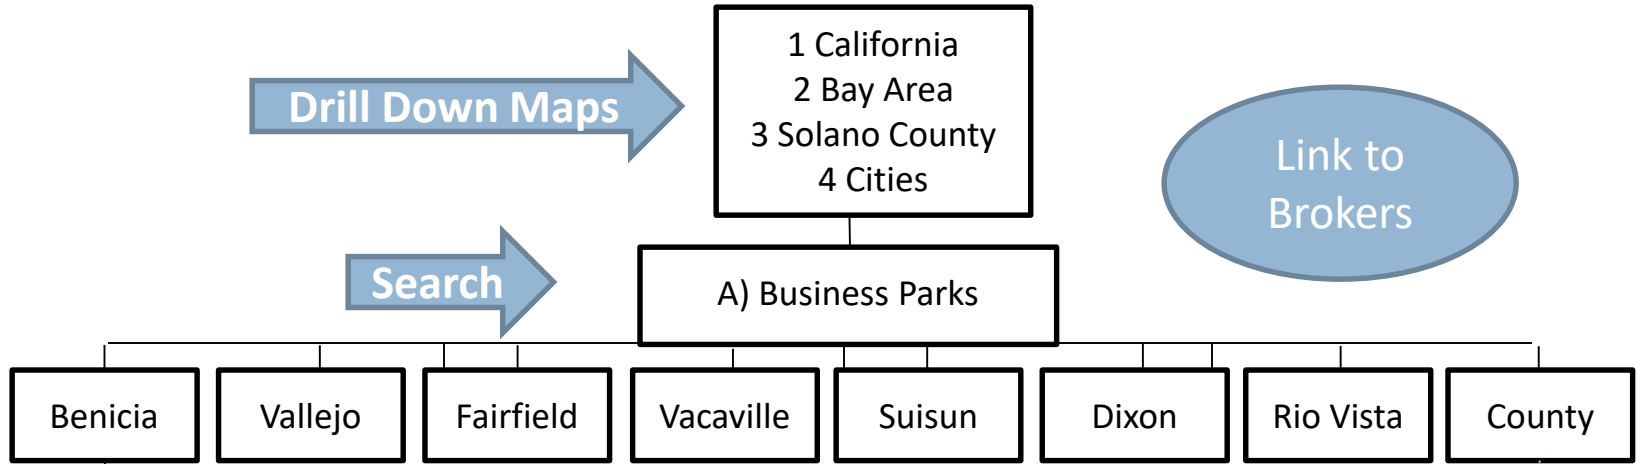 1 California
2 Bay Area
3 Solano County
4 Cities
Drill Down Maps
Link to
Brokers
Search
A) Business Parks
Benicia
Vallejo
Fairfield
Vacaville
Suisun
Dixon
Rio Vista
County